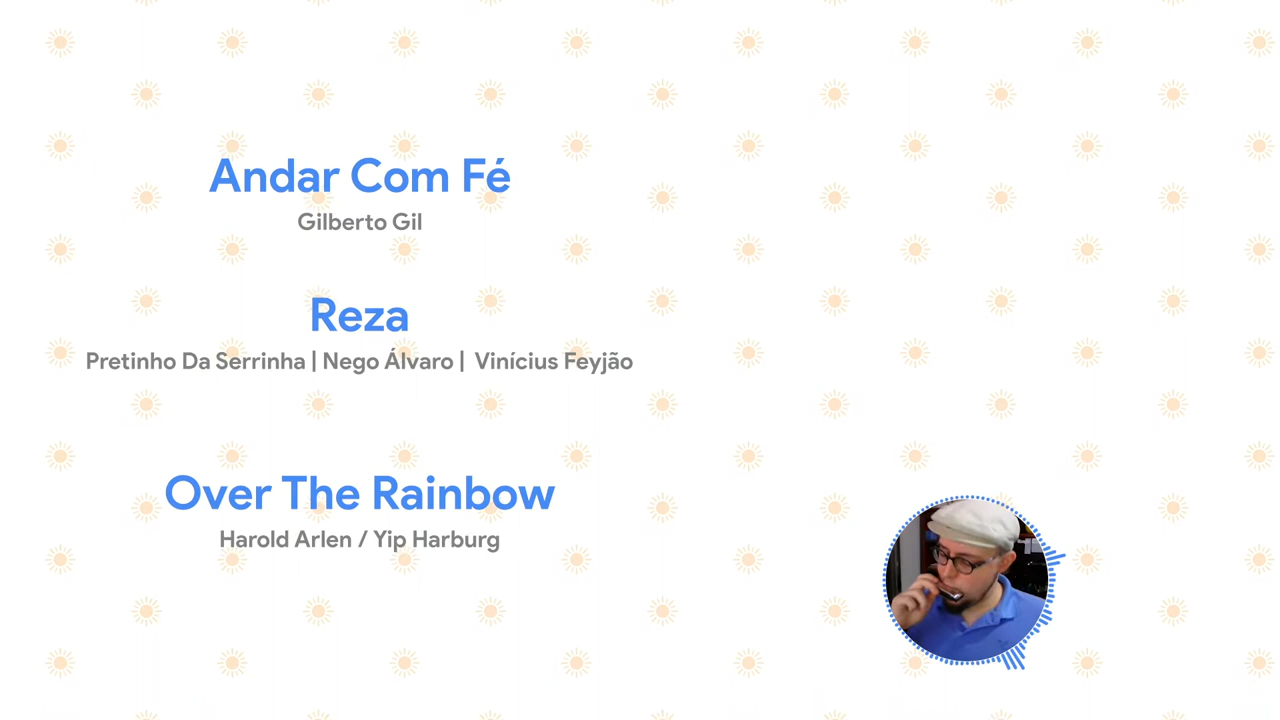 Andar Com Fé
Gilberto Gil
Reza
Pretinho Da Serrinha | Nego Álvaro | Vinícius Feyjão
Over The Rainbow
Harold Arlen / Yip Harburg